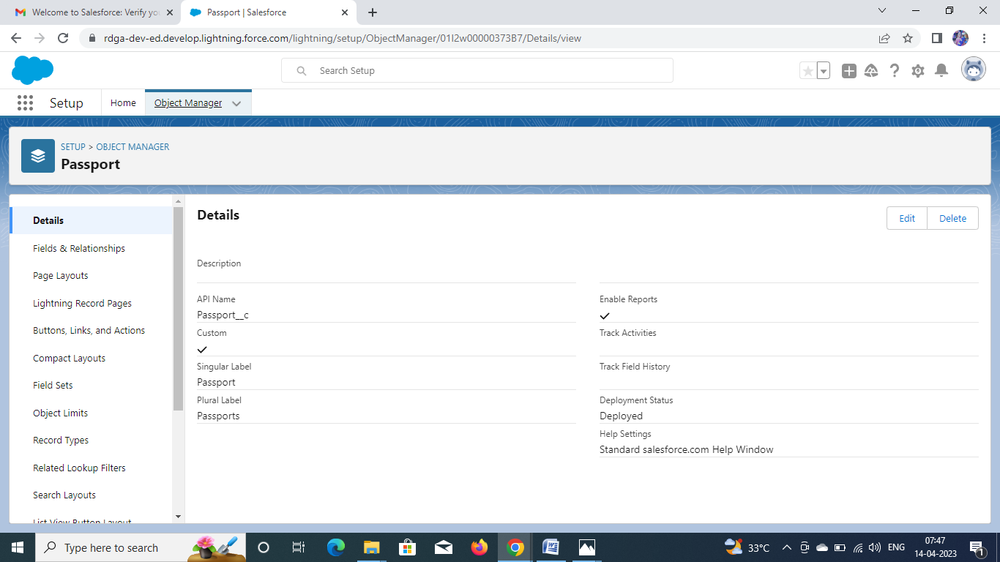 Welcome to Salesforce: Verify yo
Passport | Salesforce
rdga-dev-ed.develop.lightning.force.com/lightning/setup/ObjectManager/01I2w00000373B7/Details/view
Search Setup
Setup
Home
Object Manager
SETUP > OBJECT MANAGER
Passport
Details
Fields & Relationships
Page Layouts
Lightning Record Pages
Buttons, Links, and Actions
Compact Layouts
Field Sets
Object Limits
Record Types
Related Lookup Filters
Search Layouts
List View Button Layout
Details
Edit
Delete
Description
API Name
Passport__c
Custom
Singular Label
Passport
Plural Label
Passports
Enable Reports
Track Activities
Track Field History
Deployment Status
Deployed
Help Settings
Standard salesforce.com Help Window
Type here to search
33°C
ENG
07:47
14-04-2023
1